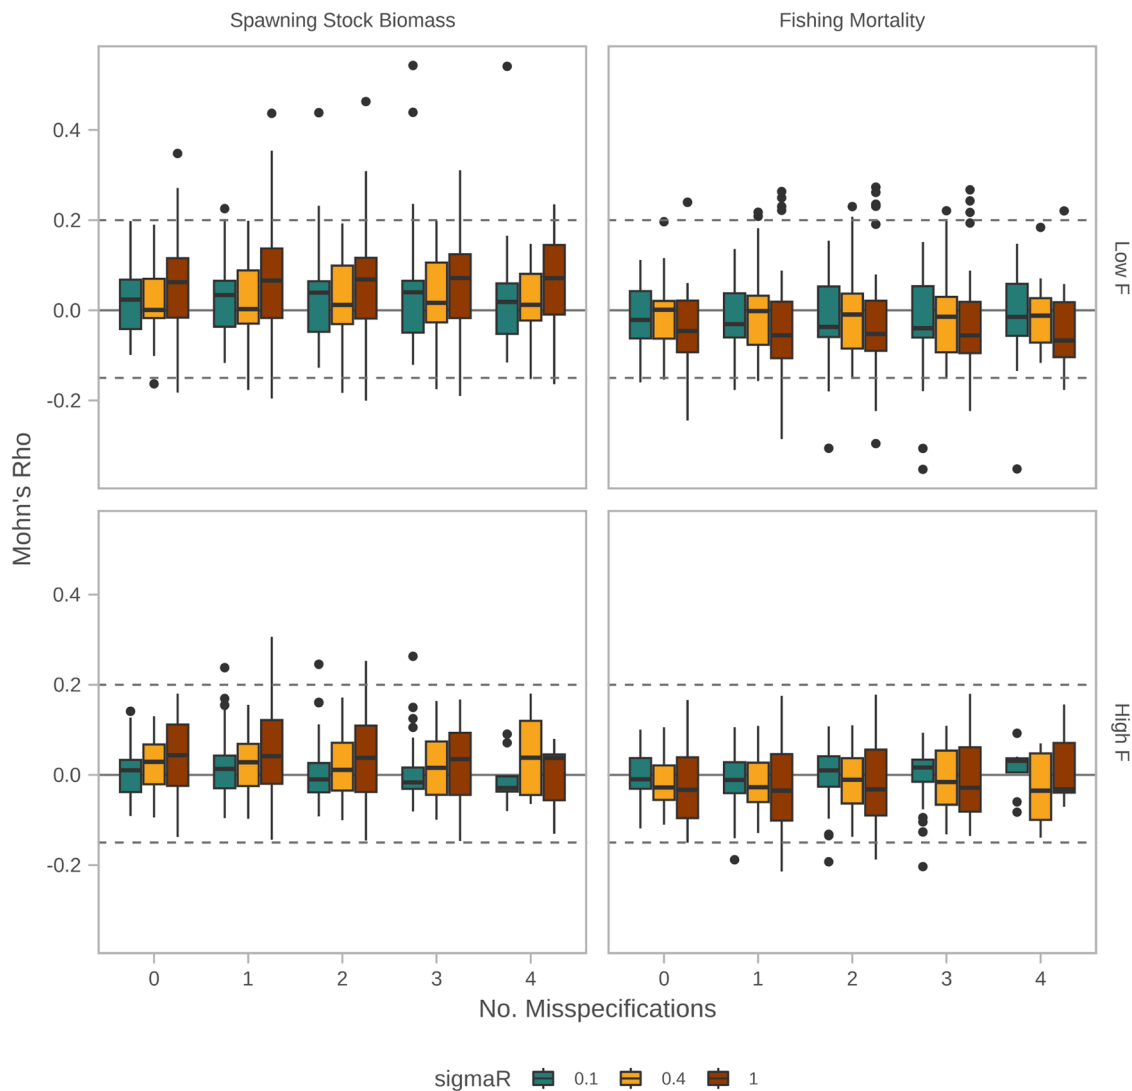 Spawning Stock Biomass
Fishing Mortality
0.4
0.2
0.0
-0.2
Low F
Mohn's Rho
0.4
0.2
0.0
-0.2
High F
0 1 2 3 4
0 1 2 3 4
No. Misspecifications
sigmaR 0.1 0.4 1